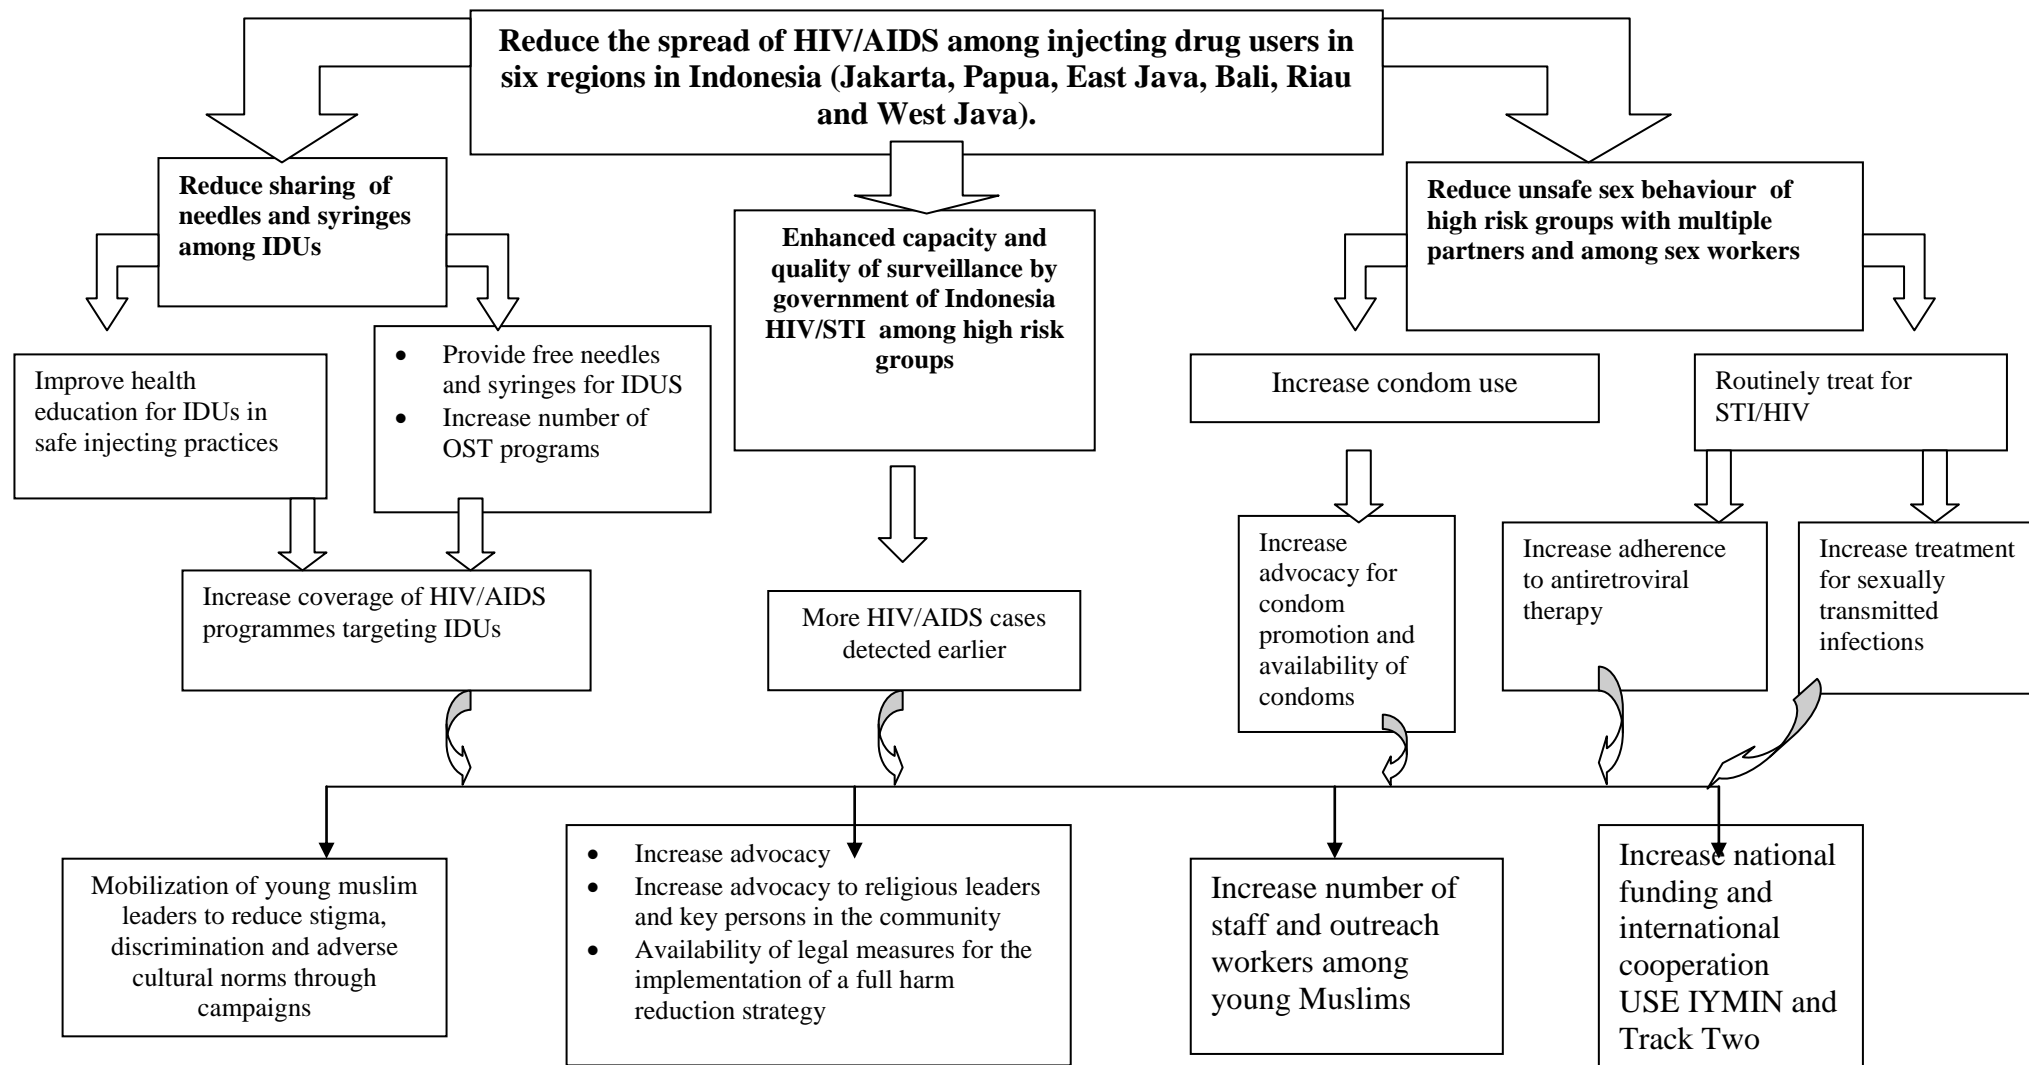 Reduce the spread of HIV/AIDS among injecting drug users in
six regions in Indonesia (Jakarta, Papua, East Java, Bali, Riau
and West Java).
Reduce sharing of
needles and syringes
among IDUs
Enhanced capacity and
quality of surveillance by
government of Indonesia
HIV/STI among high risk
groups
Reduce unsafe sex behaviour of
high risk groups with multiple
partners and among sex workers
Improve health
education for IDUs in
safe injecting practices
• Provide free needles
and syringes for IDUS
• Increase number of
OST programs
Increase condom use
Routinely treat for
STI/HIV
Increase coverage of HIV/AIDS
programmes targeting IDUs
More HIV/AIDS cases
detected earlier
Increase
advocacy for
condom
promotion and
availability of
condoms
Increase adherence
to antiretroviral
therapy
Increase treatment
for sexually
transmitted
infections
Mobilization of young muslim
leaders to reduce stigma,
discrimination and adverse
cultural norms through
campaigns
• Increase advocacy
• Increase advocacy to religious leaders
and key persons in the community
• Availability of legal measures for the
implementation of a full harm
reduction strategy
Increase number of
staff and outreach
workers among
young Muslims
Increase national
funding and
international
cooperation
USE IYMIN and
Track Two